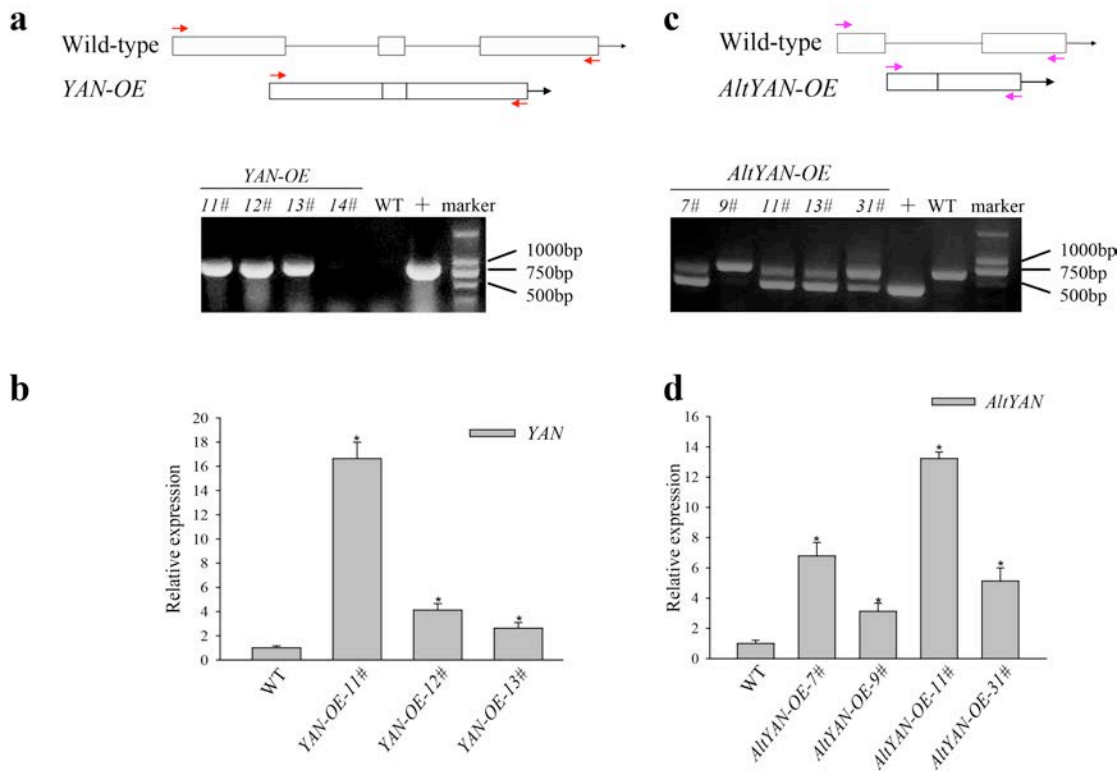 a
Wild-type
YAN-OE
YAN-OE
11# 12# 13# 14# WT + marker
1000bp
750bp
500bp
c
Wild-type
AltYAN-OE
AltYAN-OE
7# 9# 11# 13# 31# + WT marker
1000bp
750bp
500bp
b
Relative expression
20
18
16
14
12
10
8
6
4
2
0
YAN
*
*
*
WT
YAN-OE-11#
YAN-OE-12#
YAN-OE-13#
d
Relative expression
16
14
12
10
8
6
4
2
0
AltYAN
*
*
*
*
WT
AltYAN-OE-7#
AltYAN-OE-9#
AltYAN-OE-11#
AltYAN-OE-31#